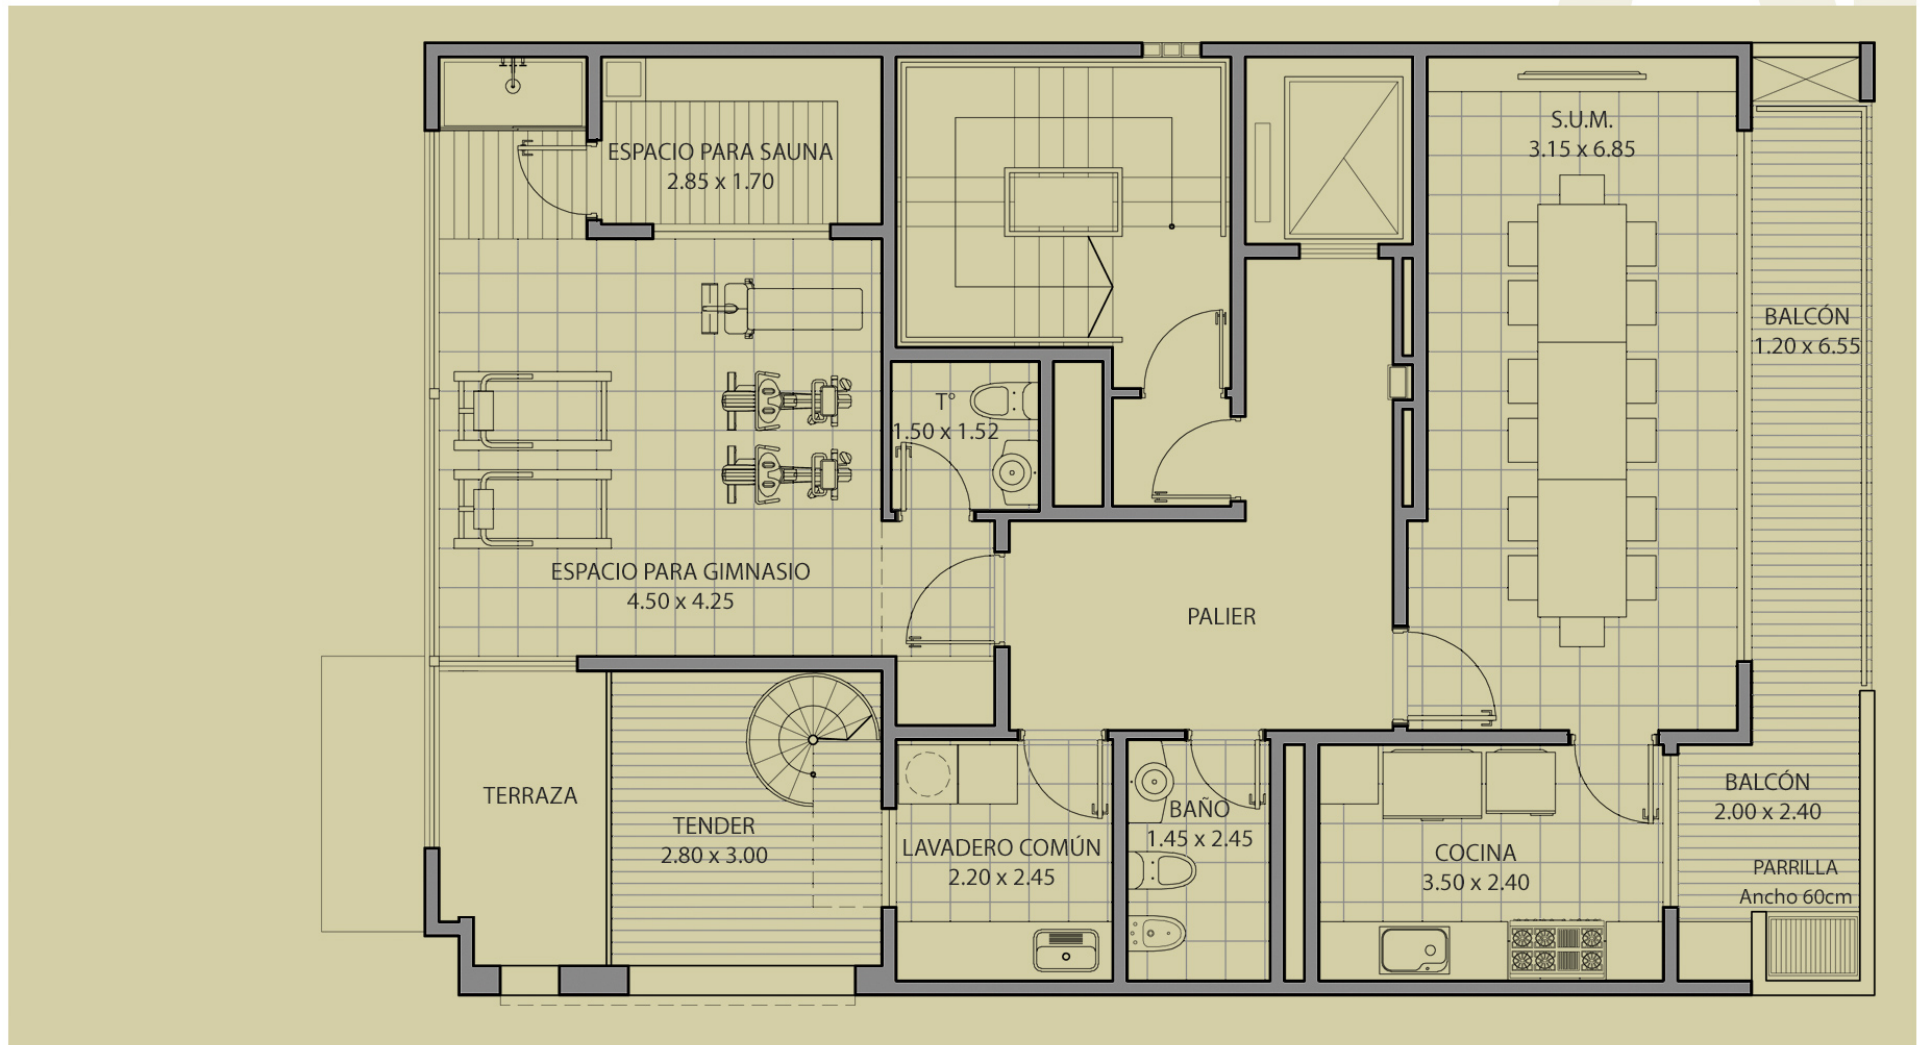 ESPACIO PARA SAUNA
2.85 x 1.70
S.U.M.
3.15 x 6.85
BALCÓN
1.20 x 6.55
T°
1.50 x 1.52
ESPACIO PARA GIMNASIO
4.50 x 4.25
PALIER
TERRAZA
TENDER
2.80 x 3.00
LAVADERO COMÚN
2.20 x 2.45
BAÑO
1.45 x 2.45
COCINA
3.50 x 2.40
BALCÓN
2.00 x 2.40
PARRILLA
Ancho 60cm